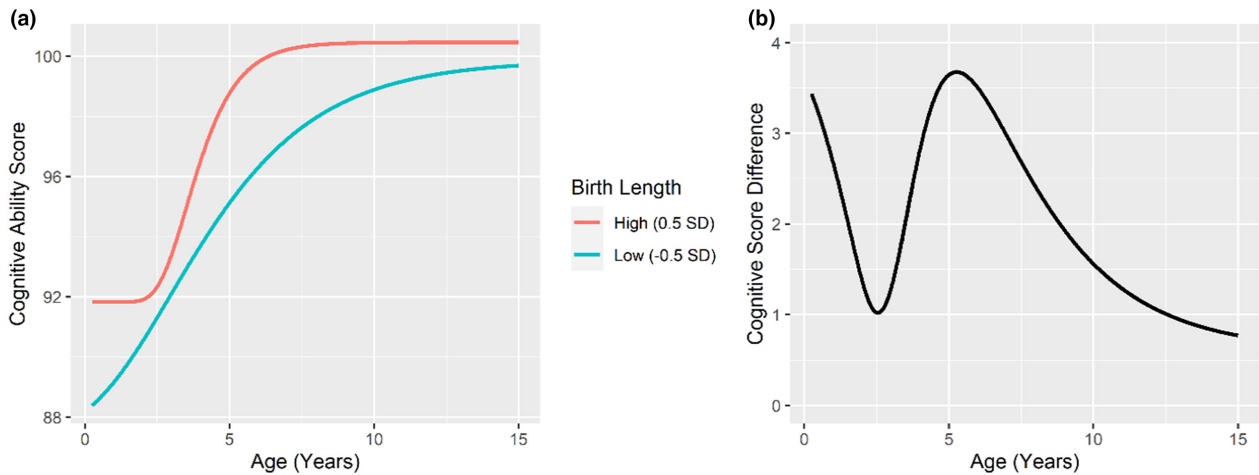 (a)
Cognitive Ability Score
100
96
92
88
0 5 10 15
Age (Years)
Birth Length
High (0.5 SD)
Low (-0.5 SD)
(b)
Cognitive Score Difference
4
3
2
1
0
0 5 10 15
Age (Years)